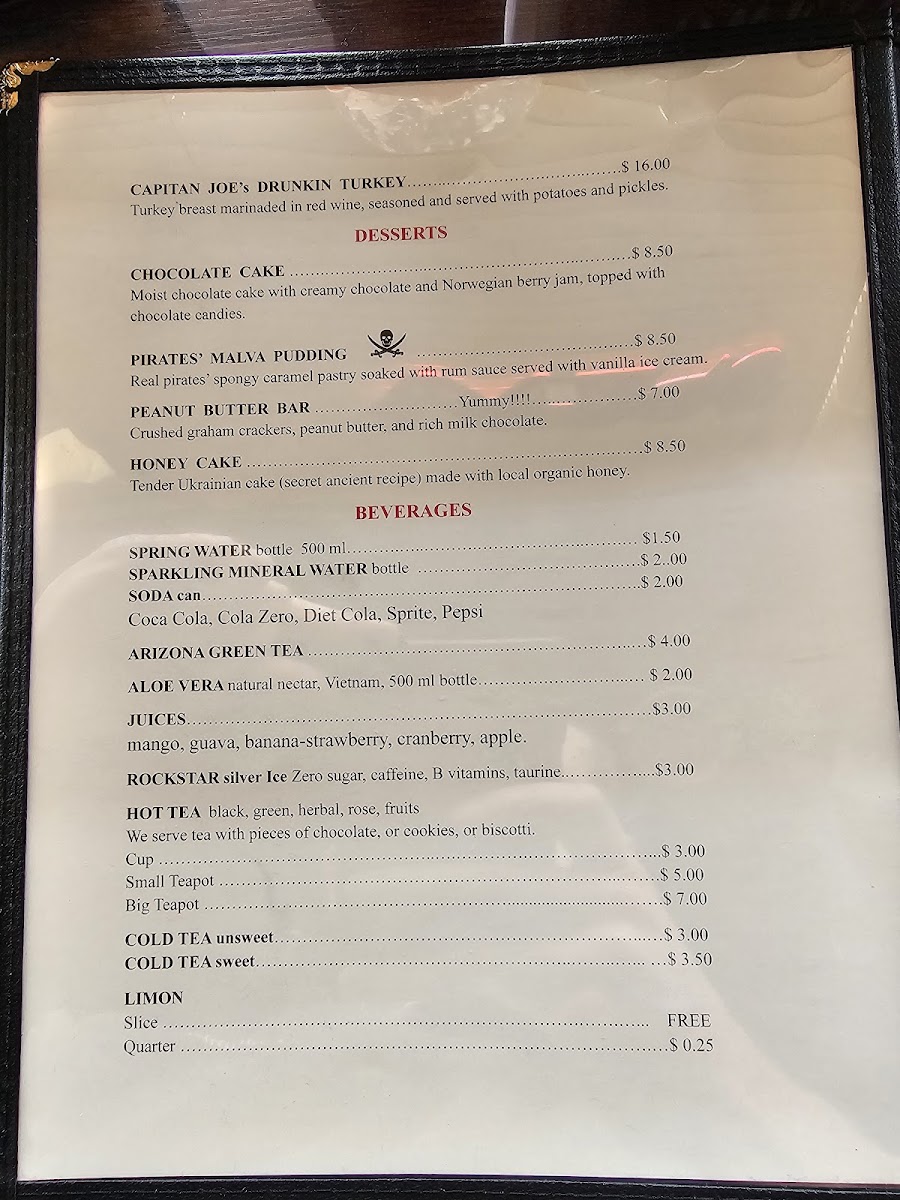 CAPITAN JOE's DRUNKIN TURKEY..........................................$ 16.00
Turkey breast marinaded in red wine, seasoned and served with potatoes and pickles.
DESSERTS
CHOCOLATE CAKE ..............................................................$ 8.50
Moist chocolate cake with creamy chocolate and Norwegian berry jam, topped with
chocolate candies.
PIRATES' MALVA PUDDING ........................................$ 8.50
Real pirates' spongy caramel pastry soaked with rum sauce served with vanilla ice cream.
PEANUT BUTTER BAR ..........................Yummy!!!!....................$ 7.00
Crushed graham crackers, peanut butter, and rich milk chocolate.
HONEY CAKE ........................................................................$ 8.50
Tender Ukrainian cake (secret ancient recipe) made with local organic honey.
BEVERAGES
SPRING WATER bottle 500 ml..................................................... $1.50
SPARKLING MINERAL WATER bottle ........................................$ 2..00
SODA can................................................................................$ 2.00
Coca Cola, Cola Zero, Diet Cola, Sprite, Pepsi
ARIZONA GREEN TEA ..............................................................$ 4.00
ALOE VERA natural nectar, Vietnam, 500 ml bottle.............................. $ 2.00
JUICES....................................................................................$3.00
mango, guava, banana-strawberry, cranberry, apple.
ROCKSTAR silver Ice Zero sugar, caffeine, B vitamins, taurine..................$3.00
HOT TEA black, green, herbal, rose, fruits
We serve tea with pieces of chocolate, or cookies, or biscotti.
Cup ..........................................................................................$ 3.00
Small Teapot ................................................................................$ 5.00
Big Teapot ..................................................................................$ 7.00
COLD TEA unsweet......................................................................$ 3.00
COLD TEA sweet...................................................................... ...$ 3.50
LIMON
Slice ....................................................................................... FREE
Quarter ........................................................................................$ 0.25